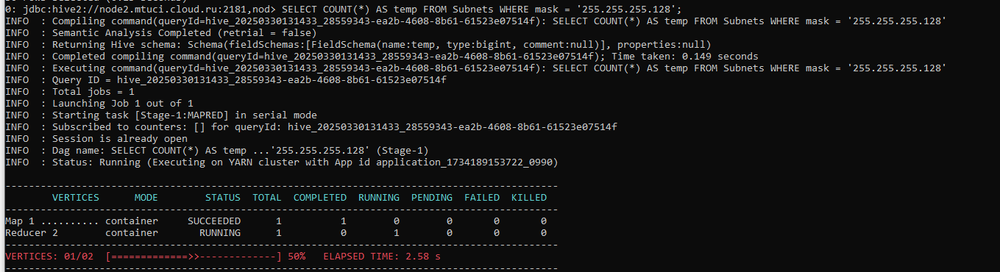 0: jdbc:hive2://node2.mtuci.cloud.ru:2181,nod> SELECT COUNT(*) AS temp FROM Subnets WHERE mask = '255.255.255.128';
INFO  : Compiling command(queryId=hive_20250330131433_28559343-ea2b-4608-8b61-61523e07514f): SELECT COUNT(*) AS temp FROM Subnets WHERE mask = '255.255.255.128'
INFO  : Semantic Analysis Completed (retrial = false)
INFO  : Returning Hive schema: Schema(fieldSchemas:[FieldSchema(name:temp, type:bigint, comment:null)], properties:null)
INFO  : Completed compiling command(queryId=hive_20250330131433_28559343-ea2b-4608-8b61-61523e07514f); Time taken: 0.149 seconds
INFO  : Executing command(queryId=hive_20250330131433_28559343-ea2b-4608-8b61-61523e07514f): SELECT COUNT(*) AS temp FROM Subnets WHERE mask = '255.255.255.128'
INFO  : Query ID = hive_20250330131433_28559343-ea2b-4608-8b61-61523e07514f
INFO  : Total jobs = 1
INFO  : Launching Job 1 out of 1
INFO  : Starting task [Stage-1:MAPRED] in serial mode
INFO  : Subscribed to counters: [] for queryId: hive_20250330131433_28559343-ea2b-4608-8b61-61523e07514f
INFO  : Session is already open
INFO  : Dag name: SELECT COUNT(*) AS temp ...'255.255.255.128' (Stage-1)
INFO  : Status: Running (Executing on YARN cluster with App id application_1734189153722_0990)
----------------------------------------------------------------------------------------------
        VERTICES      MODE        STATUS  TOTAL  COMPLETED  RUNNING  PENDING  FAILED  KILLED
----------------------------------------------------------------------------------------------
Map 1 .......... container     SUCCEEDED      1          1        0        0       0       0
Reducer 2        container       RUNNING      1          0        1        0       0       0
----------------------------------------------------------------------------------------------
VERTICES: 01/02  [=============>>-------------] 50%   ELAPSED TIME: 2.58 s
----------------------------------------------------------------------------------------------